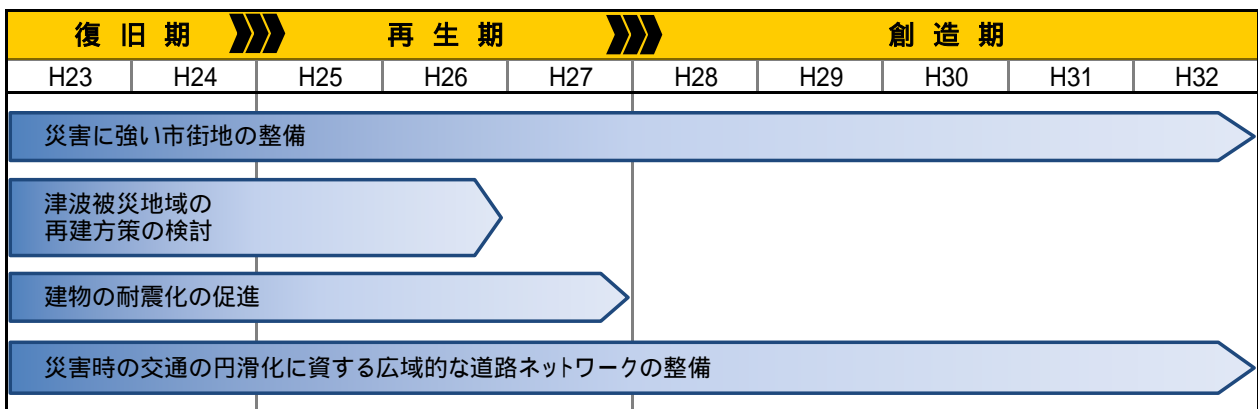 復旧期 再生期 創造期
H23 H24 H25 H26 H27 H28 H29 H30 H31 H32
災害に強い市街地の整備
津波被災地域の
再建方策の検討
建物の耐震化の促進
災害時の交通の円滑化に資する広域的な道路ネットワークの整備